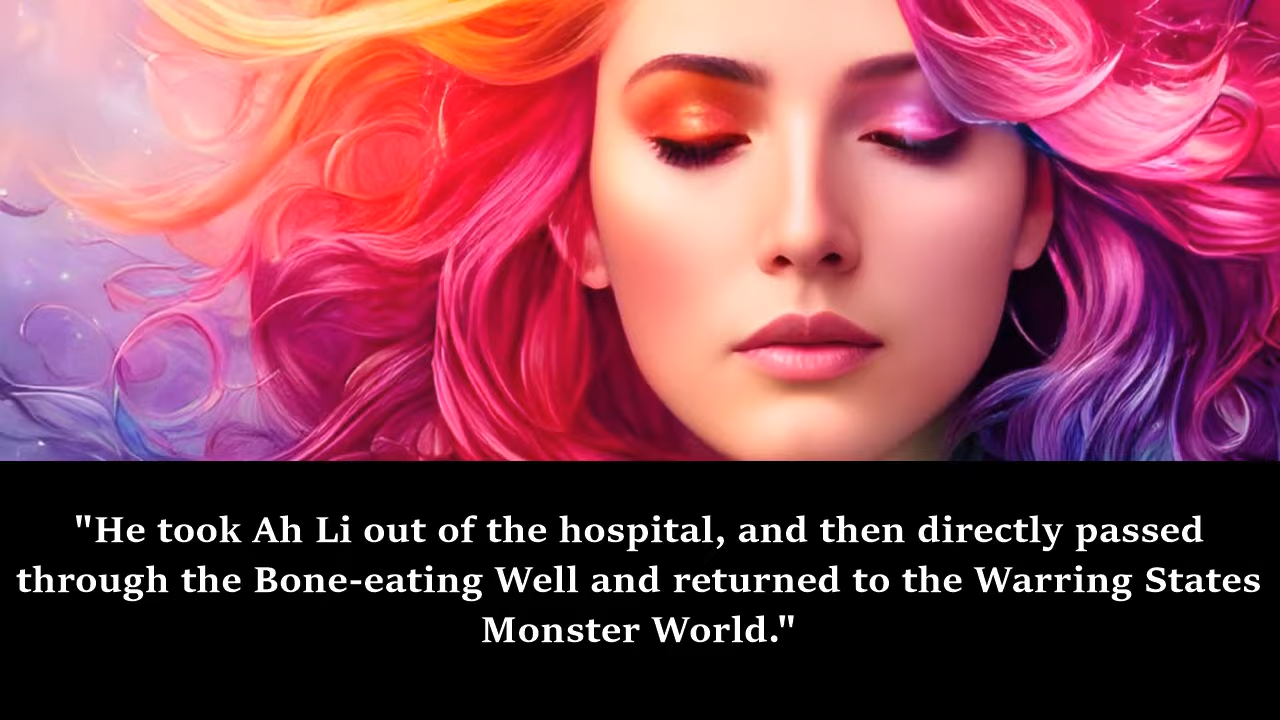 "He took Ah Li out of the hospital, and then directly passed
through the Bone-eating Well and returned to the Warring States
Monster World."